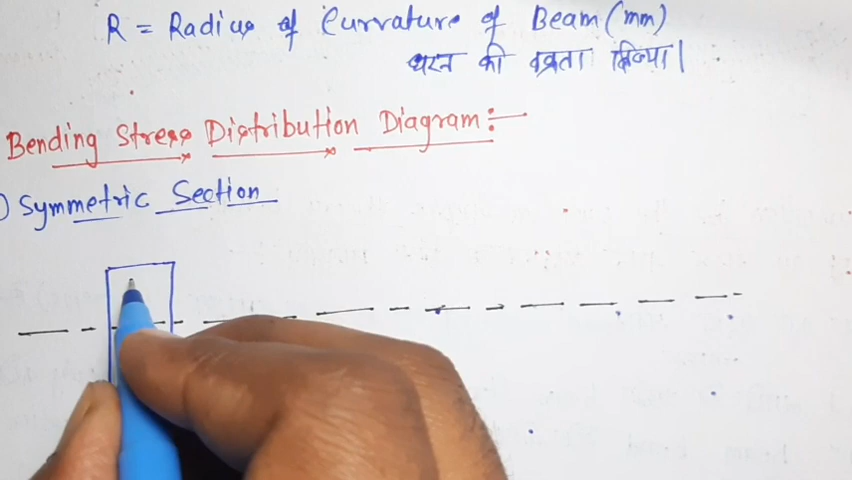 R = Radius of Curvature of Beam (mm)
धरन की वक्रता त्रिज्या।
Bending Stress Distribution Diagram:-
) Symmetric Section